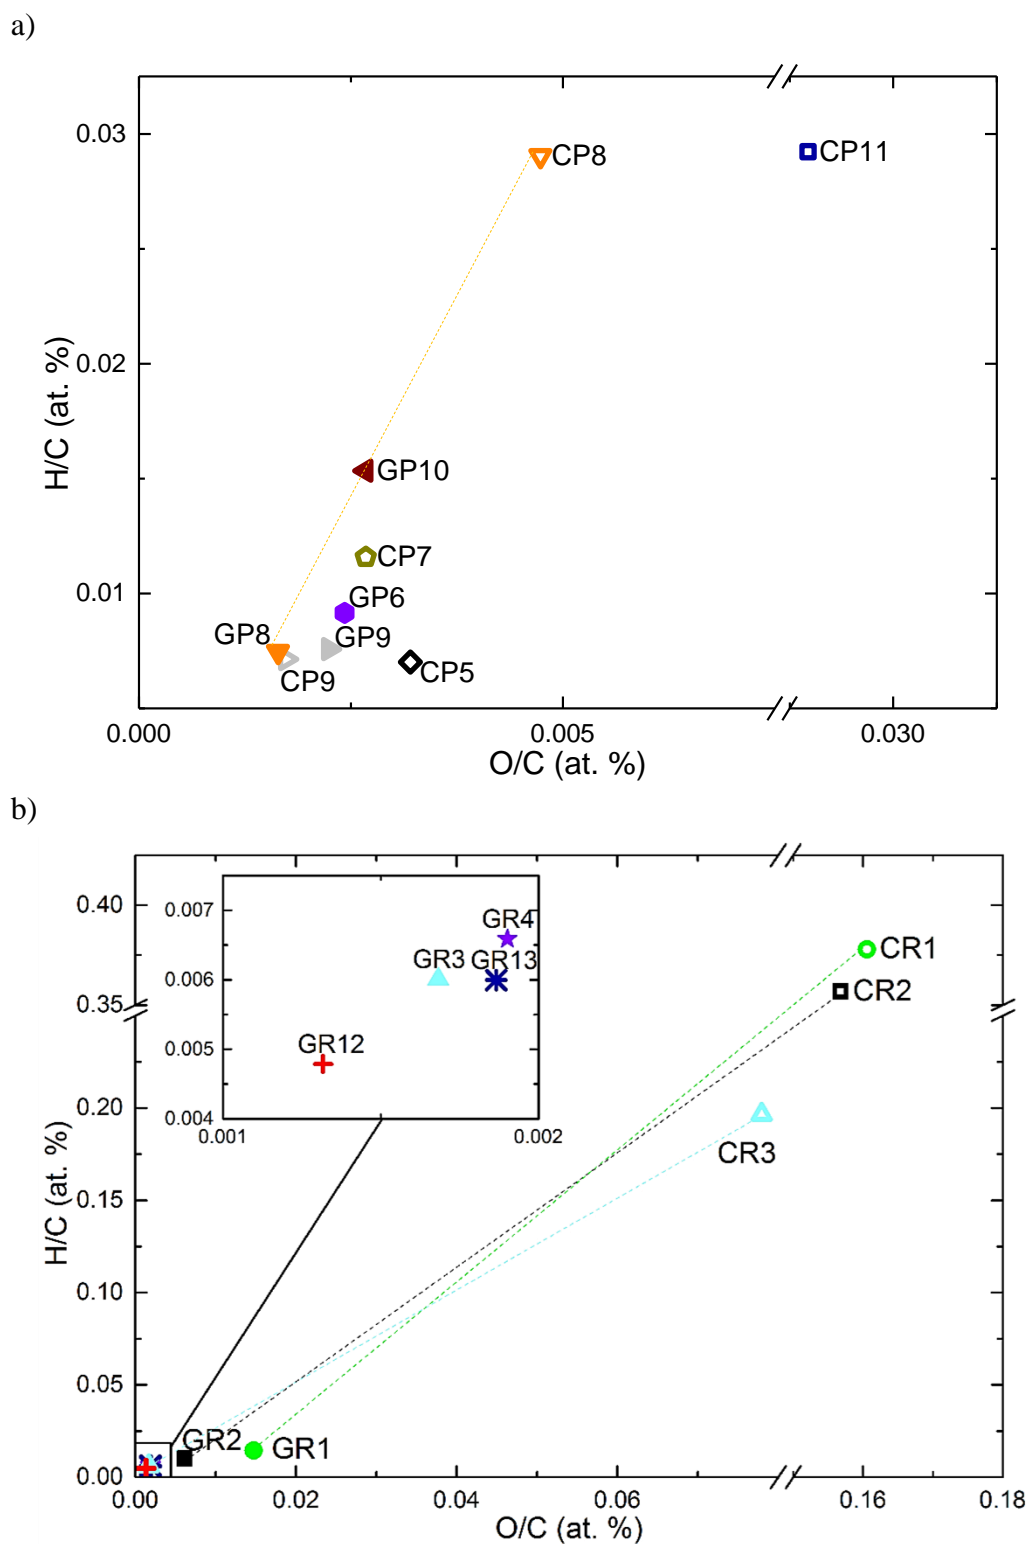 a)
0.03
CP8
CP11
0.02
H/C (at. %)
GP10
CP7
0.01
GP6
GP8
GP9
CP9
CP5
0.000
0.005
0.030
O/C (at. %)
b)
0.40
0.007
GR4
CR1
GR3
GR13
0.006
CR2
0.35
GR12
0.005
0.20
0.004
0.001
0.002
CR3
0.15
H/C (at. %)
0.10
0.05
GR2
GR1
0.00
0.00
0.02
0.04
0.06
0.16
0.18
O/C (at. %)